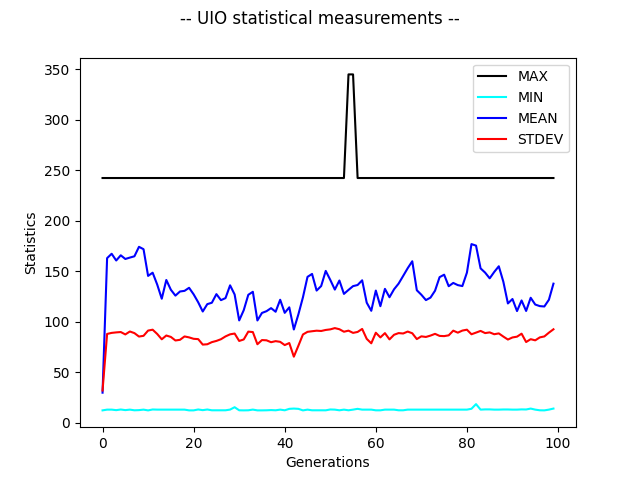 -- UIO statistical measurements --
350
300
250
200
150
100
50
0
Statistics
MAX
MIN
MEAN
STDEV
0 20 40 60 80 100
Generations